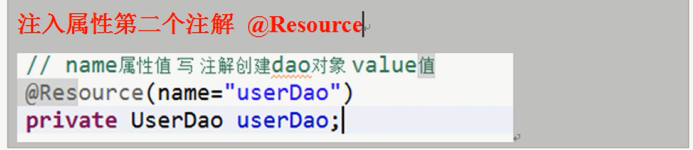 注入属性第二个注解 @Resource
// name属性值 写 注解创建dao对象 value值
@Resource(name="userDao")
private UserDao userDao;